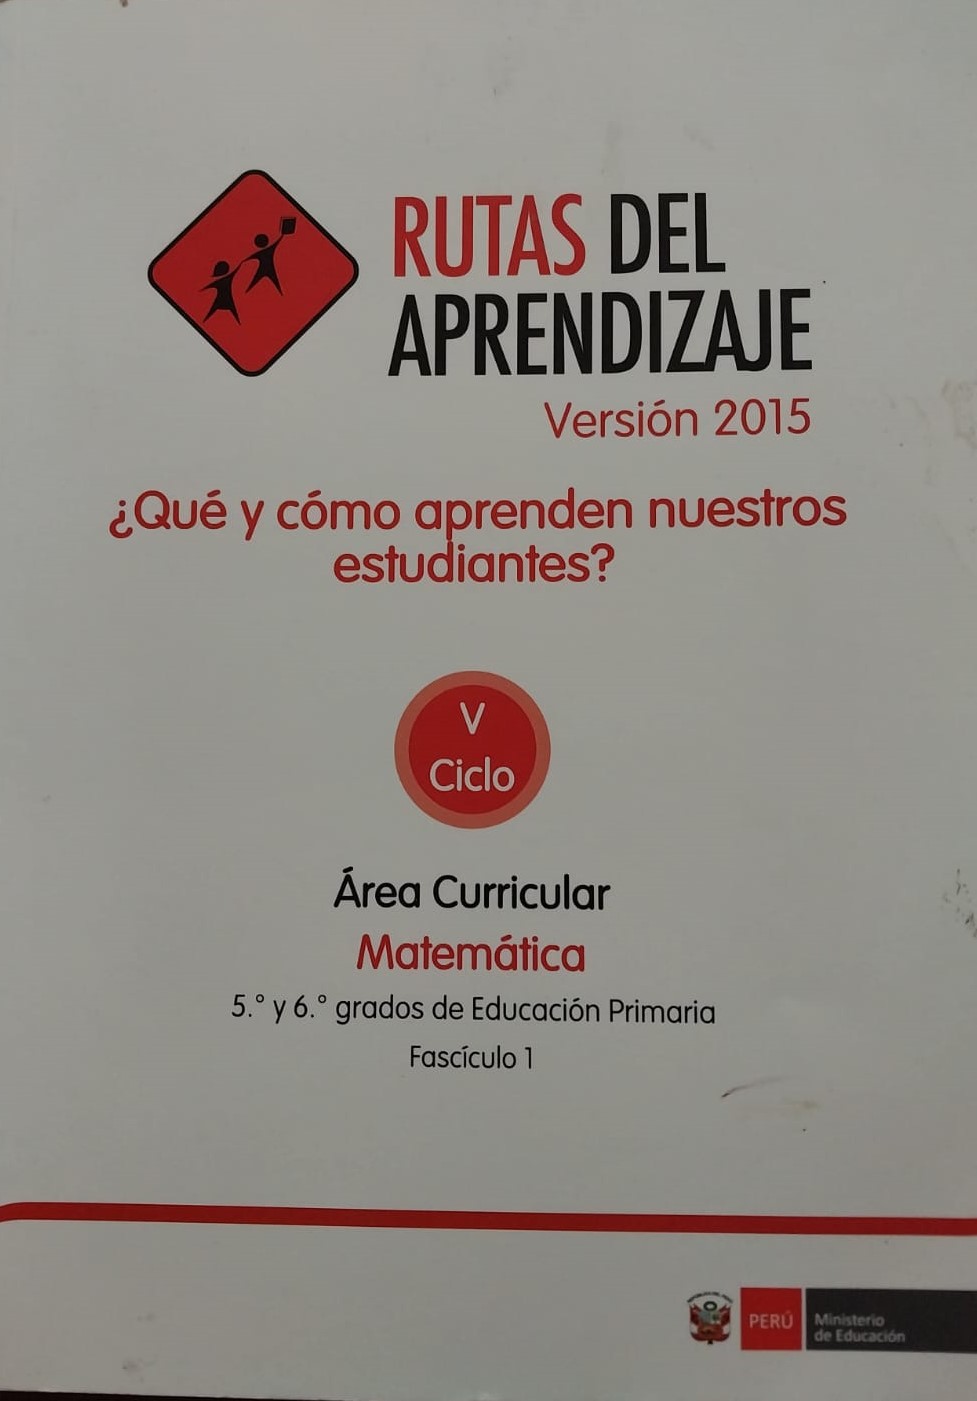 RUTAS DEL
APRENDIZAJE
Versión 2015
¿Qué y cómo aprenden nuestros
estudiantes?
V
Ciclo
Área Curricular
Matemática
5.° y 6.° grados de Educación Primaria
Fascículo 1
PERÚ
Ministerio
de Educación